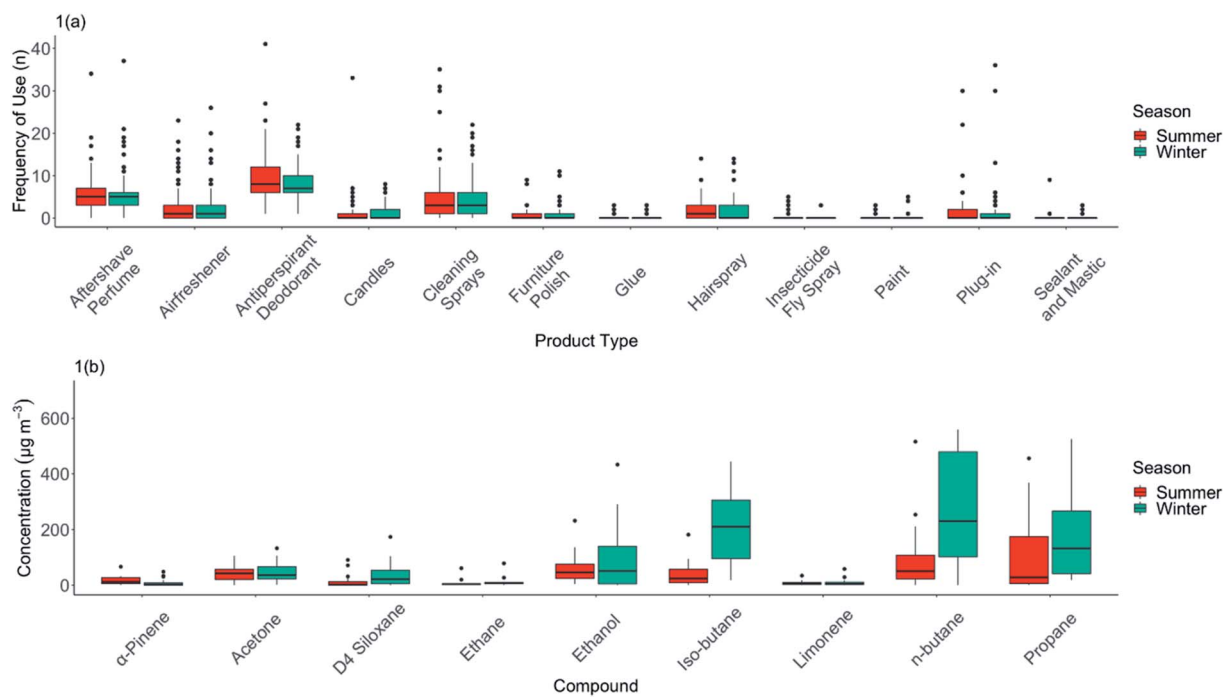 1(a)
Frequency of Use (n)
40
30
20
10
0
Aftershave
Perfume
Airfreshener
Antiperspirant
Deodorant
Candles
Cleaning
Sprays
Furniture
Polish
Glue
Hairspray
Insecticide
Fly Spray
Paint
Plug-in
Sealant
and Mastic
Product Type
Season
Summer
Winter
1(b)
Concentration (µg m⁻³)
600
400
200
0
α-Pinene
Acetone
D4 Siloxane
Ethane
Ethanol
Iso-butane
Limonene
n-butane
Propane
Compound
Season
Summer
Winter